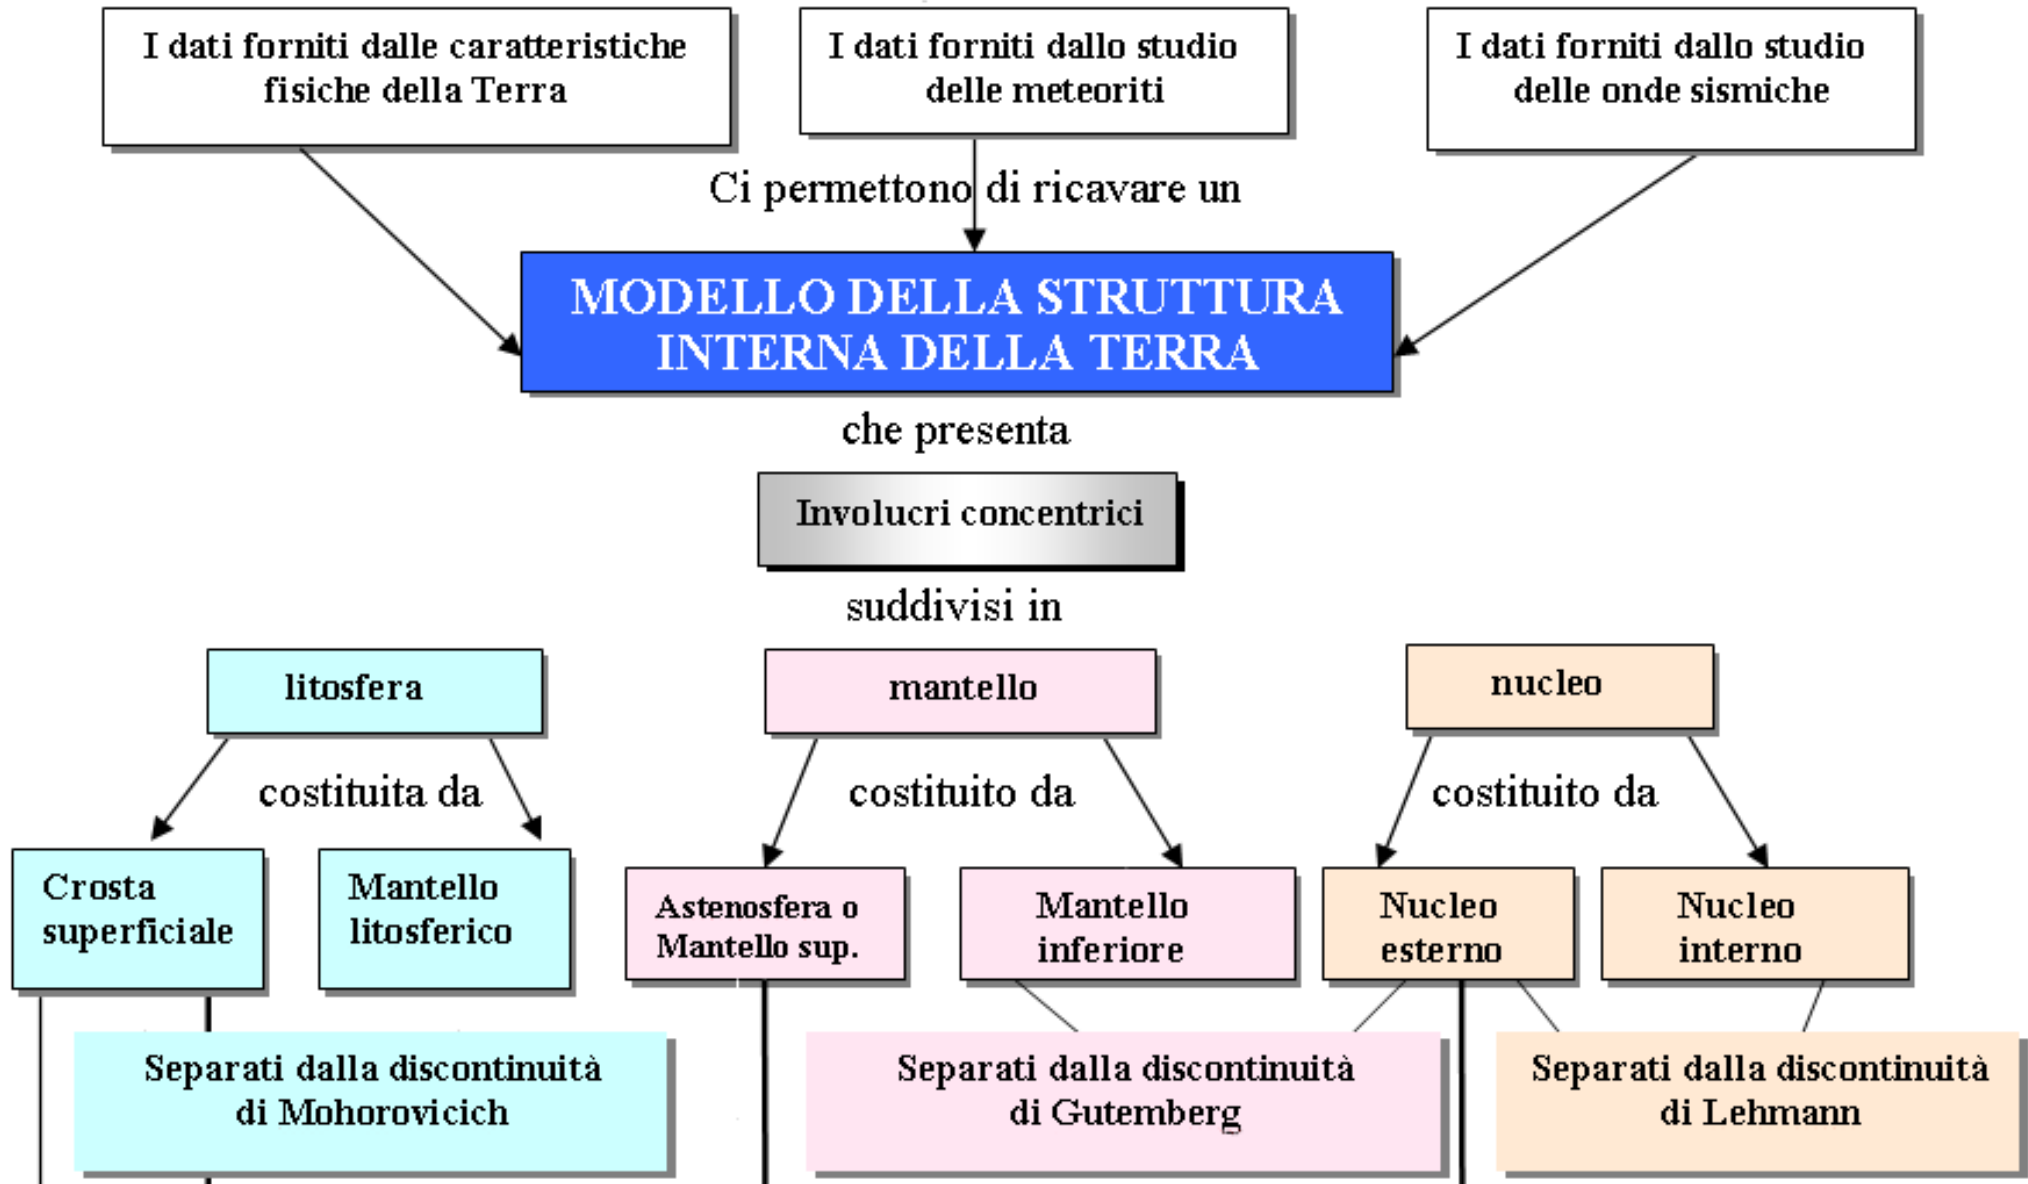 I dati forniti dalle caratteristiche
fisiche della Terra
I dati forniti dallo studio
delle meteoriti
I dati forniti dallo studio
delle onde sismiche
Ci permettono di ricavare un
MODELLO DELLA STRUTTURA
INTERNA DELLA TERRA
che presenta
Involucri concentrici
suddivisi in
litosfera
mantello
nucleo
costituita da
costituito da
costituito da
Crosta
superficiale
Mantello
litosferico
Astenosfera o
Mantello sup.
Mantello
inferiore
Nucleo
esterno
Nucleo
interno
Separati dalla discontinuità
di Mohorovicich
Separati dalla discontinuità
di Gutemberg
Separati dalla discontinuità
di Lehmann